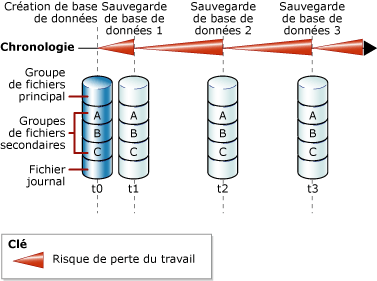 Création de base
de données
Sauvegarde
de base de
données 1
Sauvegarde
de base de
données 2
Sauvegarde
de base de
données 3
Chronologie
Groupe
de fichiers
principal
Groupes
de fichiers
secondaires
Fichier
journal
A
B
C
A
B
C
A
B
C
A
B
C
t0
t1
t2
t3
Clé
Risque de perte du travail